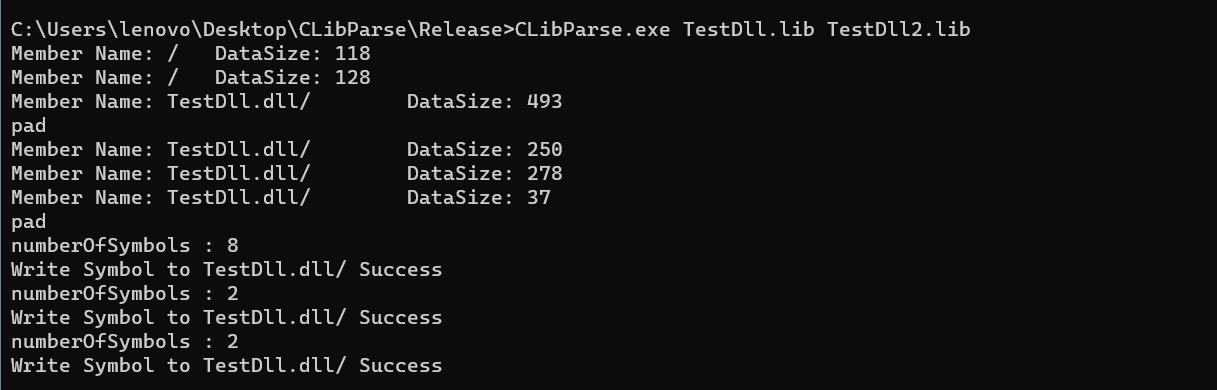 C:\Users\lenovo\Desktop\CLibParse\Release>CLibParse.exe TestDll.lib TestDll2.lib
Member Name: /   DataSize: 118
Member Name: /   DataSize: 128
Member Name: TestDll.dll/        DataSize: 493
pad
Member Name: TestDll.dll/        DataSize: 250
Member Name: TestDll.dll/        DataSize: 278
Member Name: TestDll.dll/        DataSize: 37
pad
numberOfSymbols : 8
Write Symbol to TestDll.dll/ Success
numberOfSymbols : 2
Write Symbol to TestDll.dll/ Success
numberOfSymbols : 2
Write Symbol to TestDll.dll/ Success